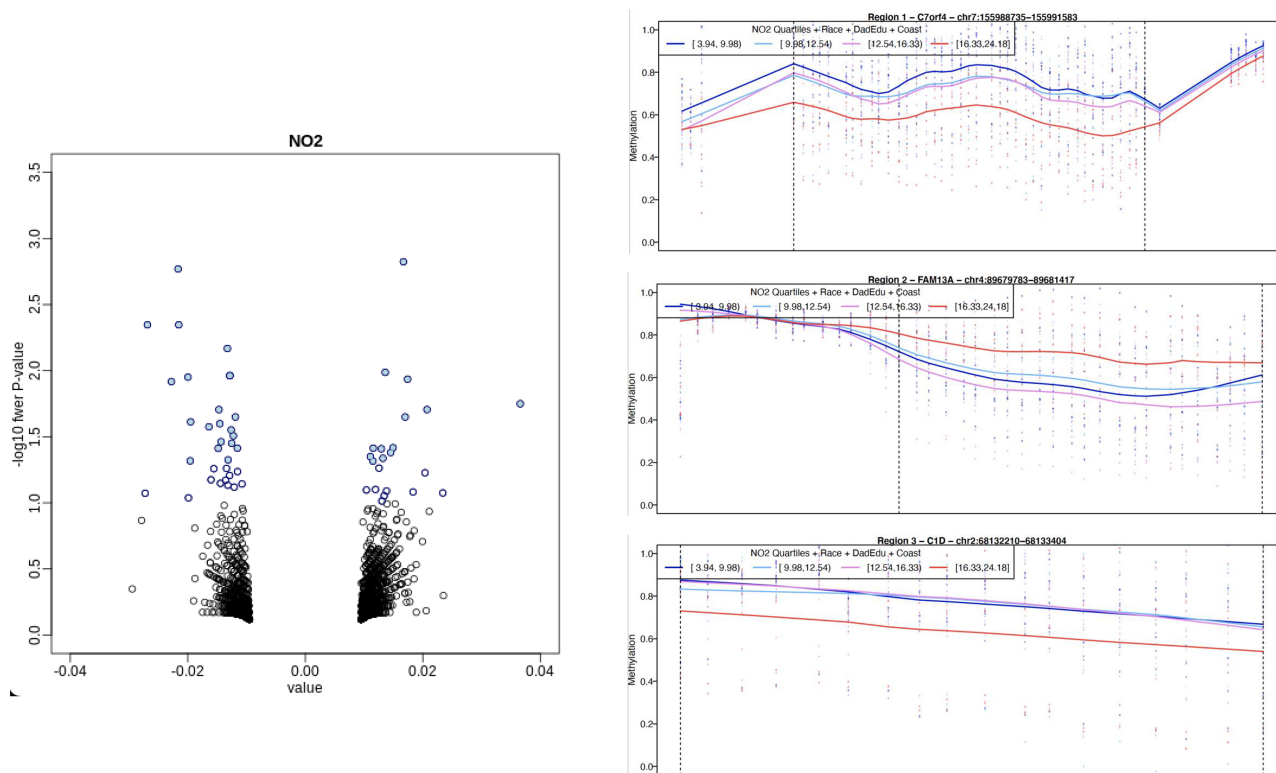 NO2
-log10 fwer P-value
3.5
3.0
2.5
2.0
1.5
1.0
0.5
0.0
-0.04 -0.02 0.00 0.02 0.04
value
Region 1 – C7orf4 – chr7:155988735–155991583
NO2 Quartiles + Race + DadEdu + Coast
[ 3.94, 9.98) [ 9.98,12.54) [12.54,16.33) [16.33,24.18]
Methylation
1.0
0.8
0.6
0.4
0.2
0.0
Region 2 – FAM13A – chr4:89679783–89681417
NO2 Quartiles + Race + DadEdu + Coast
[ 3.94, 9.98) [ 9.98,12.54) [12.54,16.33) [16.33,24.18]
Methylation
1.0
0.8
0.6
0.4
0.2
0.0
Region 3 – C1D – chr2:68132210–68133404
NO2 Quartiles + Race + DadEdu + Coast
[ 3.94, 9.98) [ 9.98,12.54) [12.54,16.33) [16.33,24.18]
Methylation
1.0
0.8
0.6
0.4
0.2
0.0